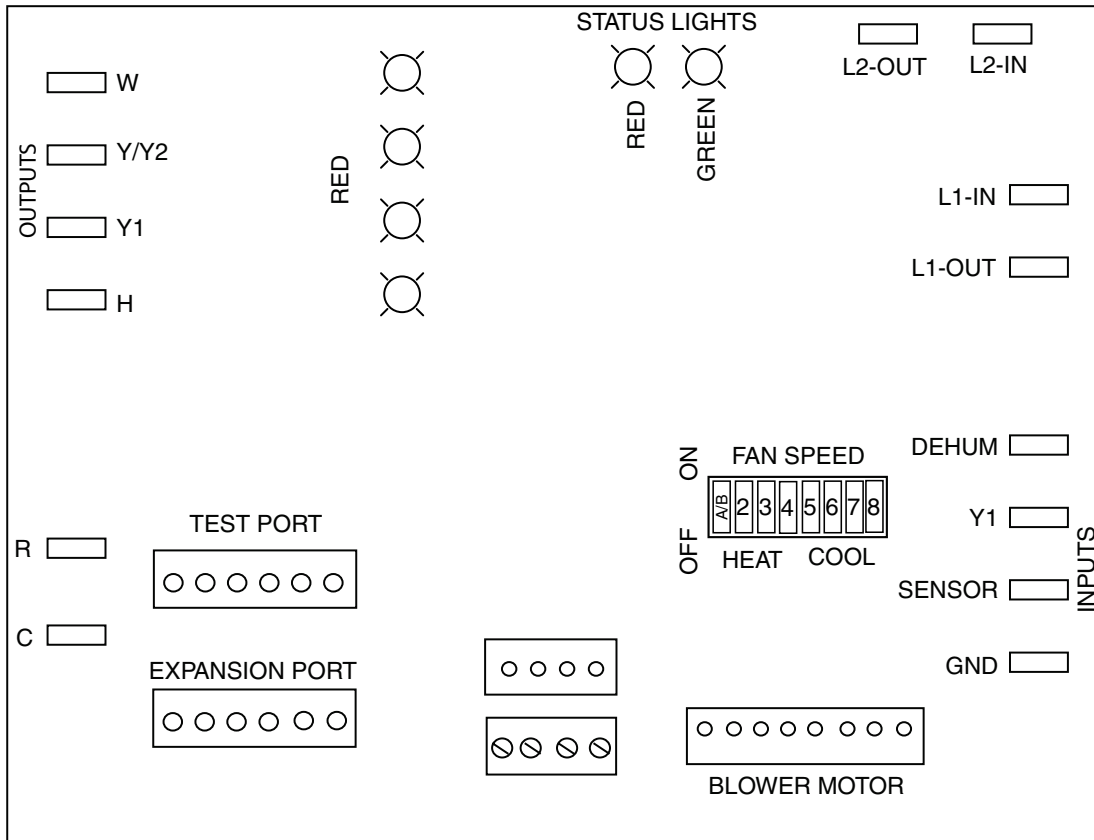 STATUS LIGHTS
RED
GREEN
L2-OUT
L2-IN
OUTPUTS
W
Y/Y2
Y1
H
RED
L1-IN
L1-OUT
DEHUM
Y1
SENSOR
GND
INPUTS
ON
OFF
FAN SPEED
A/B 2 3 4 5 6 7 8
HEAT
COOL
R
C
TEST PORT
EXPANSION PORT
BLOWER MOTOR